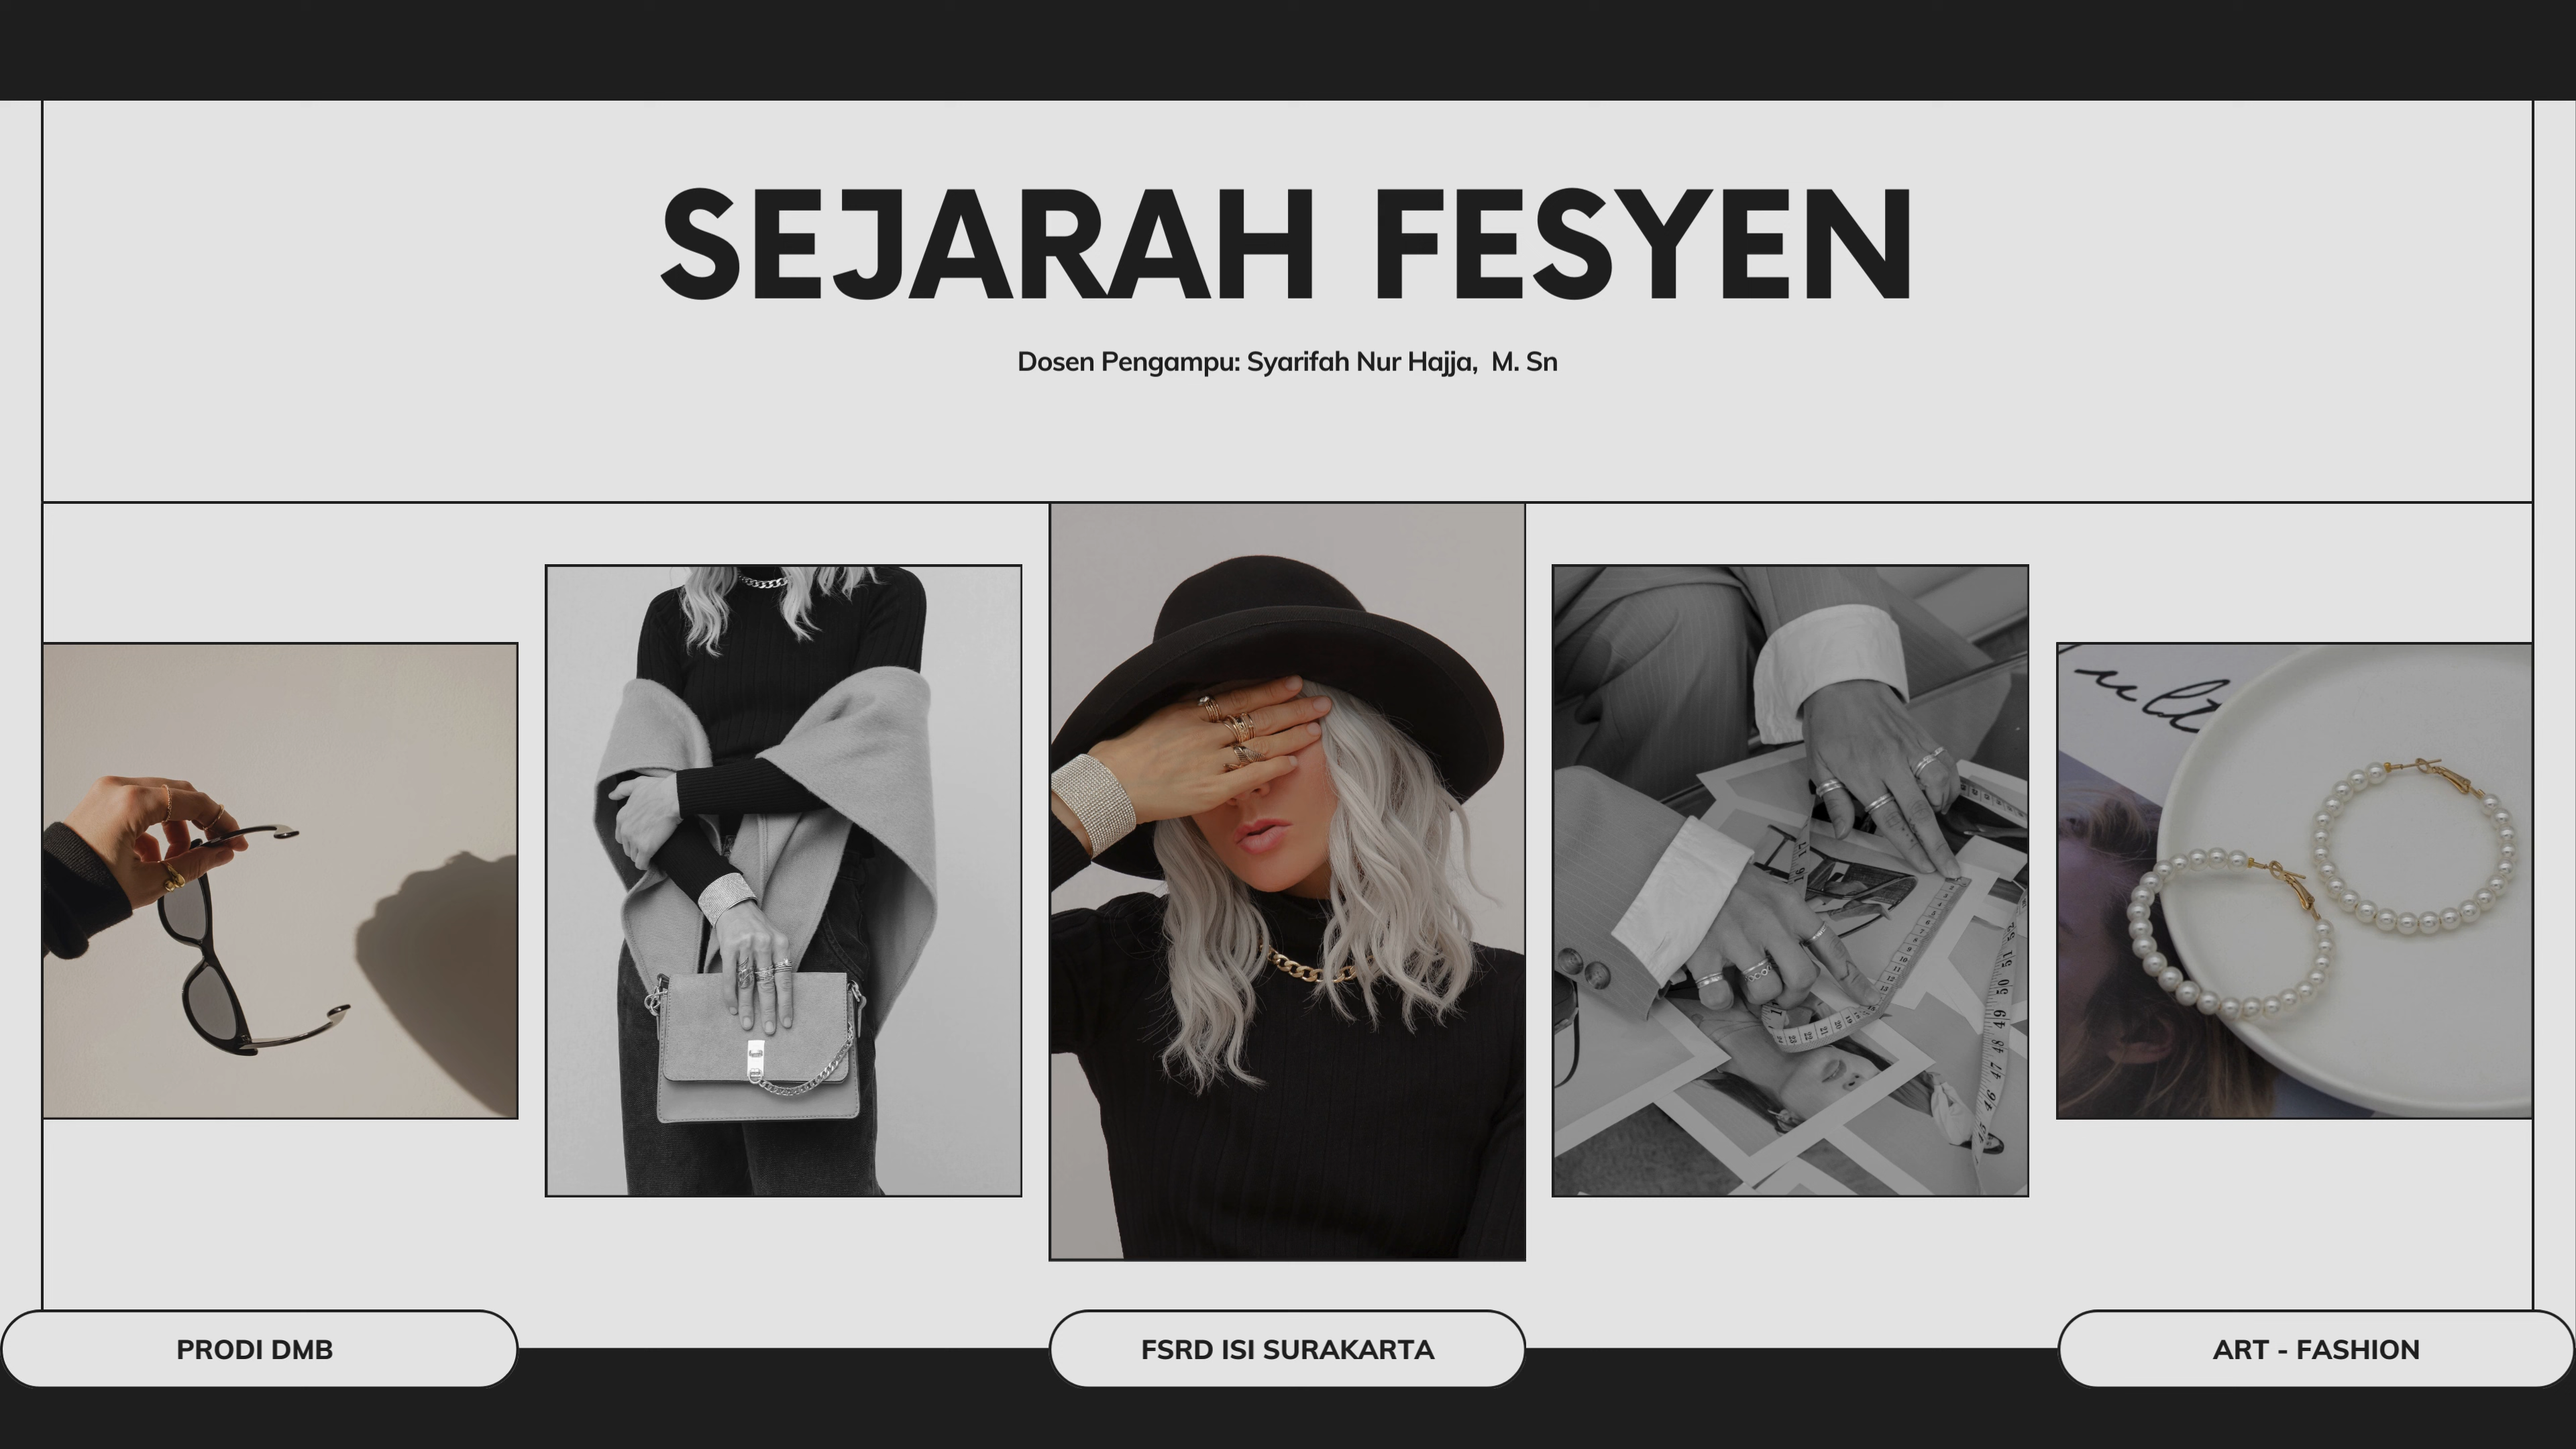 SEJARAH FESYEN
Dosen Pengampu: Syarifah Nur Hajja,  M. Sn
PRODI DMB
FSRD ISI SURAKARTA
ART - FASHION